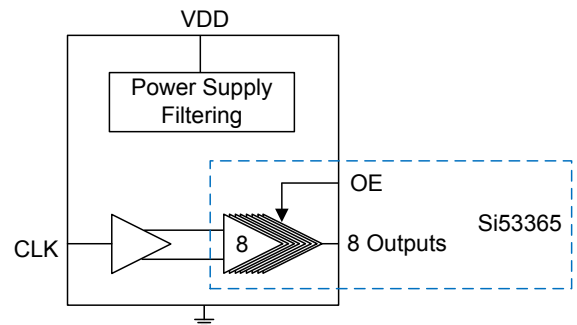 VDD
Power Supply
Filtering
OE
Si53365
CLK
8
8 Outputs